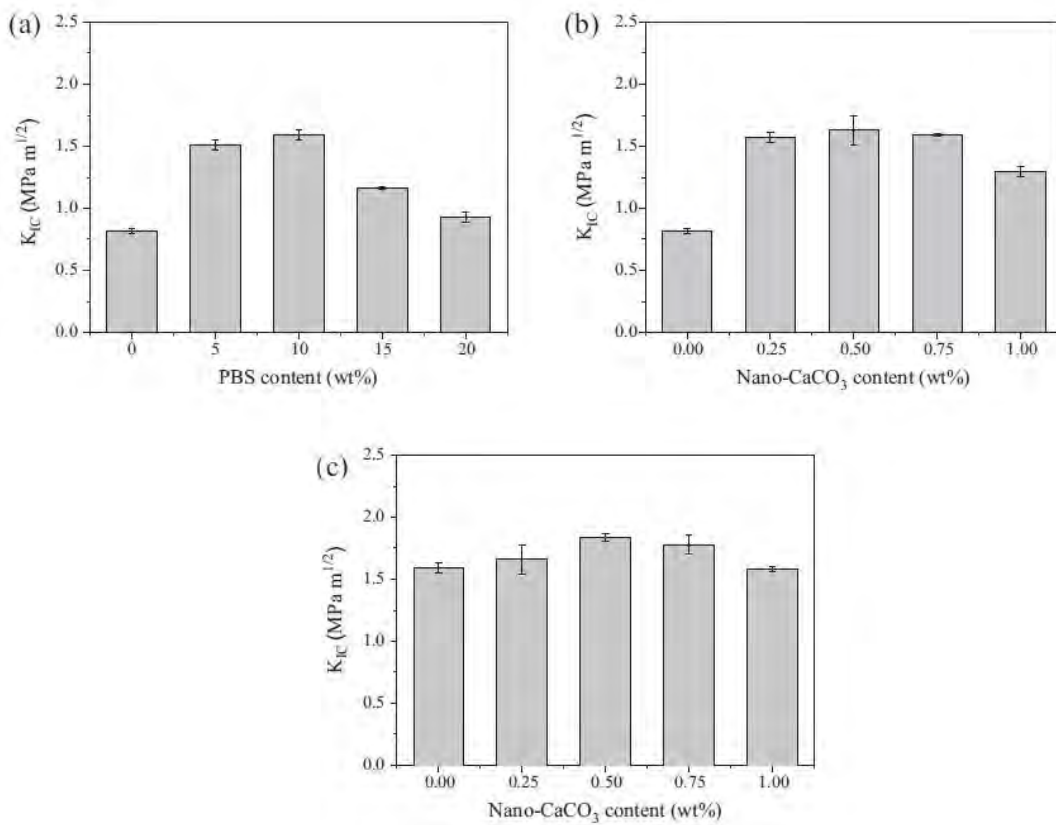 (a)
2.5
2.0
1.5
1.0
0.5
0.0
K_IC (MPa m^1/2)
0 5 10 15 20
PBS content (wt%)
(b)
2.5
2.0
1.5
1.0
0.5
0.0
K_IC (MPa m^1/2)
0.00 0.25 0.50 0.75 1.00
Nano-CaCO₃ content (wt%)
(c)
2.5
2.0
1.5
1.0
0.5
0.0
K_IC (MPa m^1/2)
0.00 0.25 0.50 0.75 1.00
Nano-CaCO₃ content (wt%)